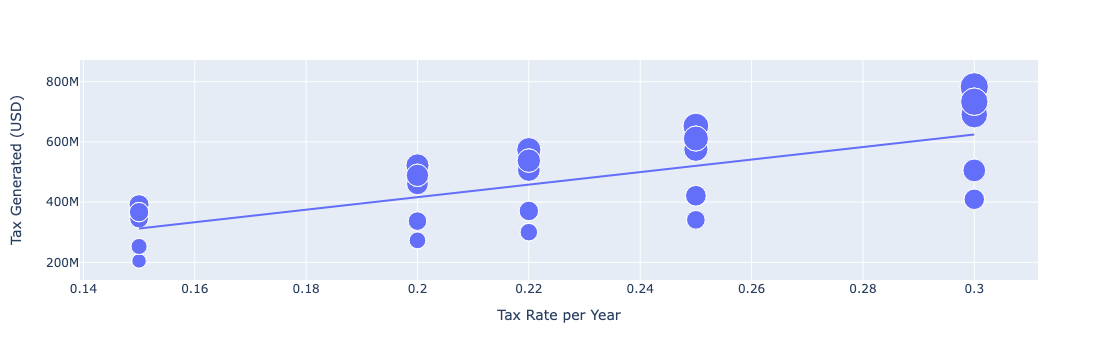 Tax Generated (USD)
800M
600M
400M
200M
0.14 0.16 0.18 0.2 0.22 0.24 0.26 0.28 0.3
Tax Rate per Year